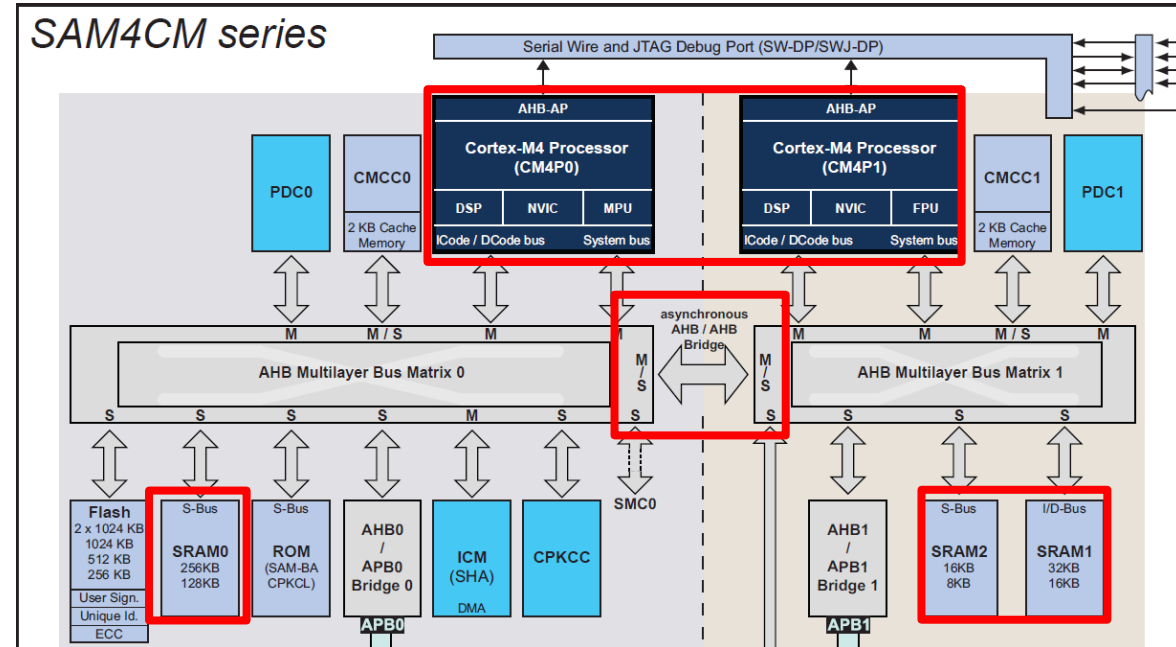 SAM4CM series
Serial Wire and JTAG Debug Port (SW-DP/SWJ-DP)
PDC0
CMCC0
2 KB Cache
Memory
AHB-AP
Cortex-M4 Processor
(CM4P0)
DSP NVIC MPU
ICode / DCode bus System bus
AHB-AP
Cortex-M4 Processor
(CM4P1)
DSP NVIC FPU
ICode / DCode bus System bus
CMCC1
2 KB Cache
Memory
PDC1
M M / S M M
asynchronous
AHB / AHB
Bridge
M M M / S M
AHB Multilayer Bus Matrix 0
M
/
S
M
/
S
AHB Multilayer Bus Matrix 1
S S S S M S S
S S S S
SMC0
Flash
2 x 1024 KB
1024 KB
512 KB
256 KB
User Sign.
Unique Id.
ECC
S-Bus
SRAM0
256KB
128KB
S-Bus
ROM
(SAM-BA
CPKCL)
AHB0
/
APB0
Bridge 0
APB0
ICM
(SHA)
DMA
CPKCC
AHB1
/
APB1
Bridge 1
APB1
S-Bus
SRAM2
16KB
8KB
I/D-Bus
SRAM1
32KB
16KB